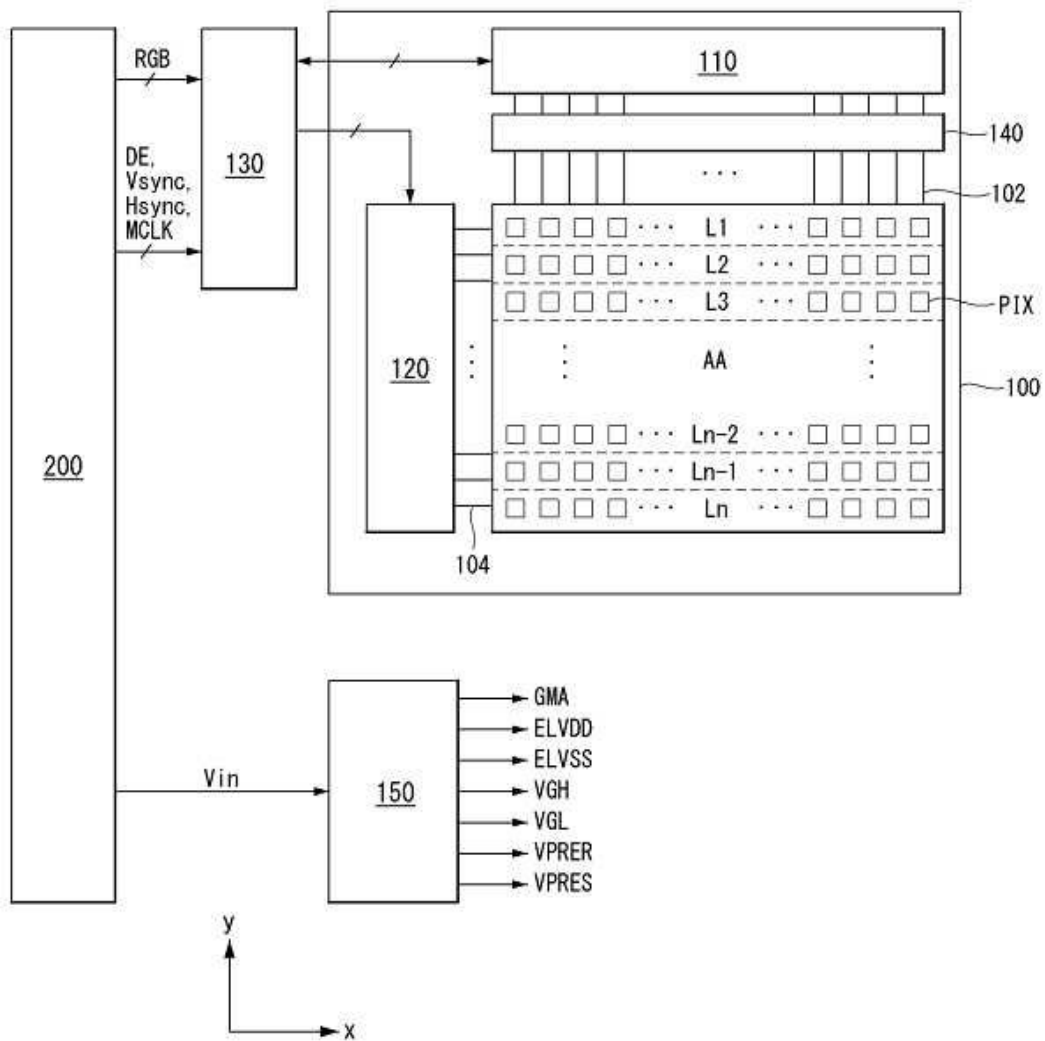 RGB
110
140
DE,
Vsync,
Hsync,
MCLK
130
102
L1
L2
L3
PIX
120
AA
100
200
Ln-2
Ln-1
Ln
104
GMA
ELVDD
ELVSS
Vin
150
VGH
VGL
VPRER
VPRES
y
x